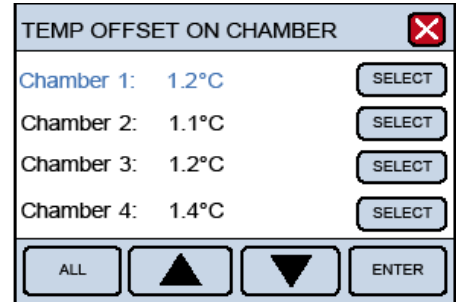 TEMP OFFSET ON CHAMBER
Chamber 1: 1.2°C SELECT
Chamber 2: 1.1°C SELECT
Chamber 3: 1.2°C SELECT
Chamber 4: 1.4°C SELECT
ALL ENTER